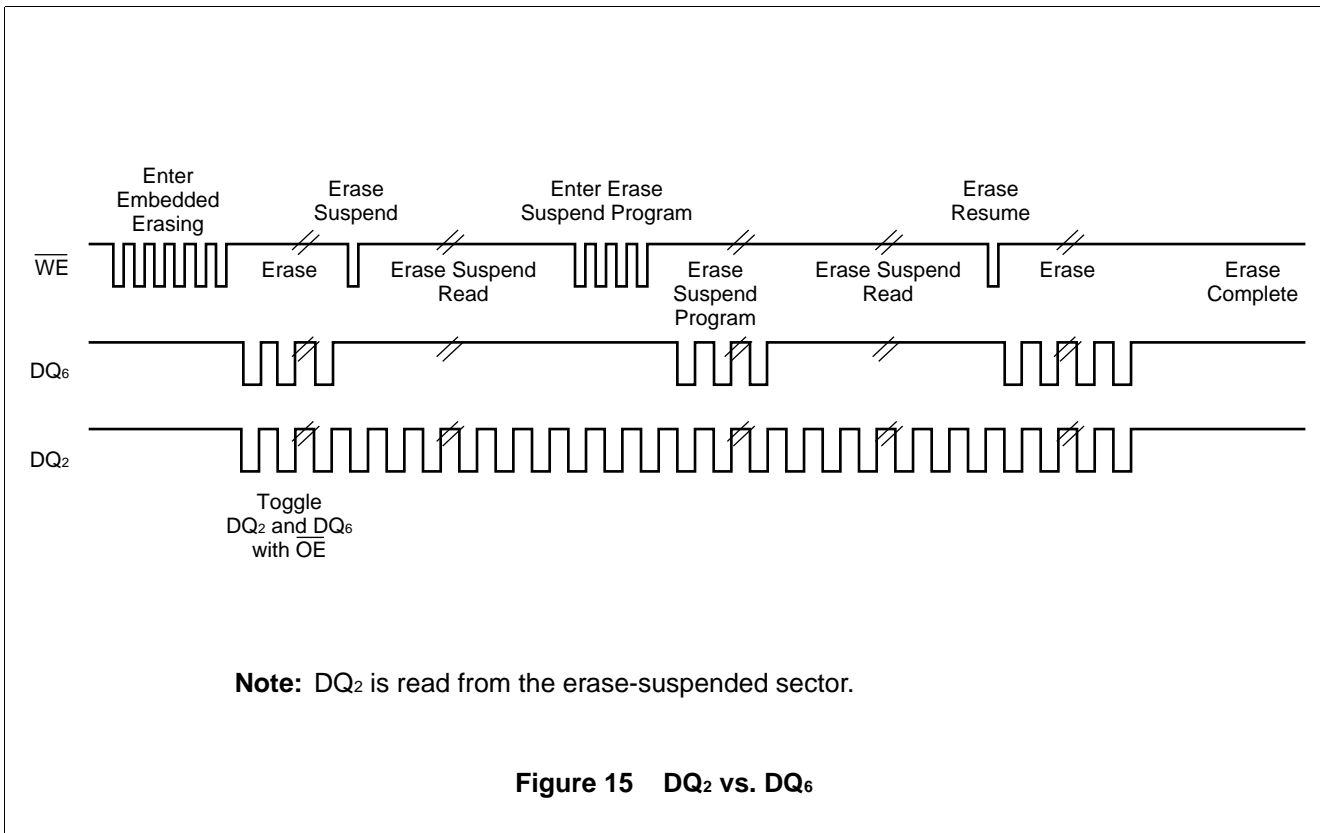 Enter
Embedded
Erasing
Erase
Suspend
Enter Erase
Suspend Program
Erase
Resume
WE
Erase
Erase Suspend
Read
Erase
Suspend
Program
Erase Suspend
Read
Erase
Erase
Complete
DQ6
DQ2
Toggle
DQ2 and DQ6
with OE
Note: DQ2 is read from the erase-suspended sector.
Figure 15 DQ2 vs. DQ6